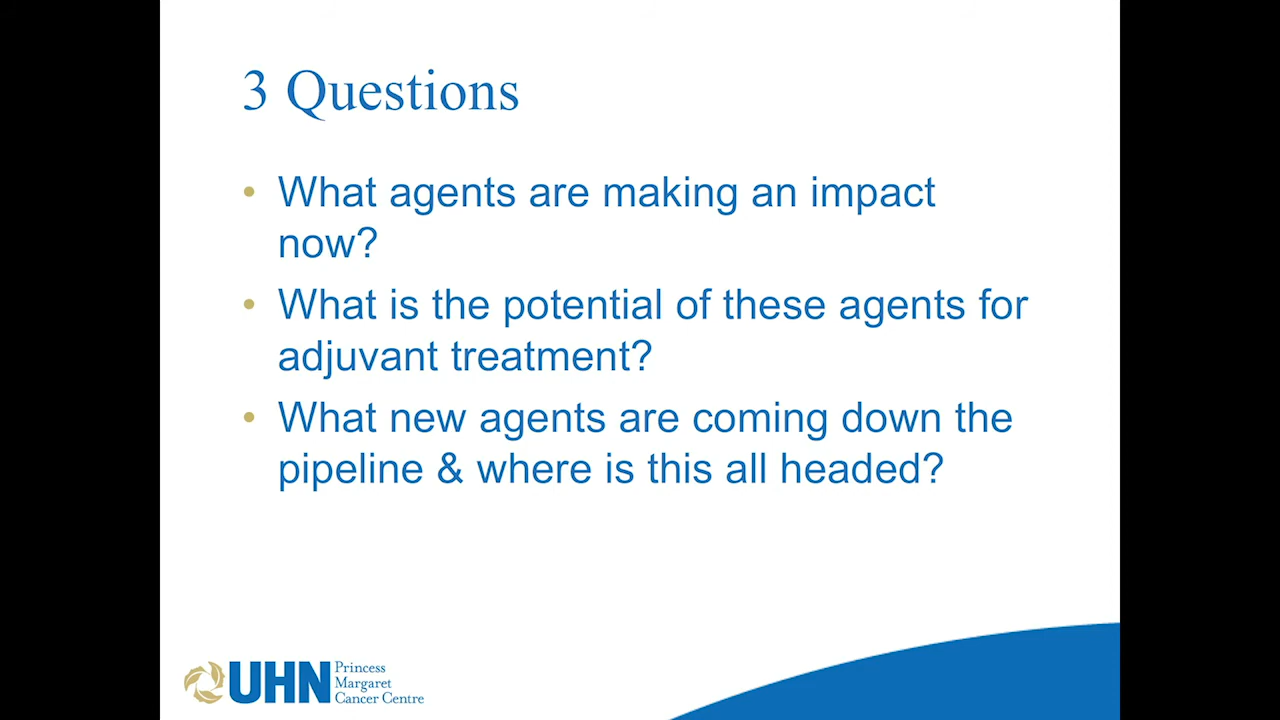 3 Questions
• What agents are making an impact
now?
• What is the potential of these agents for
adjuvant treatment?
• What new agents are coming down the
pipeline & where is this all headed?
UHN
Princess
Margaret
Cancer Centre